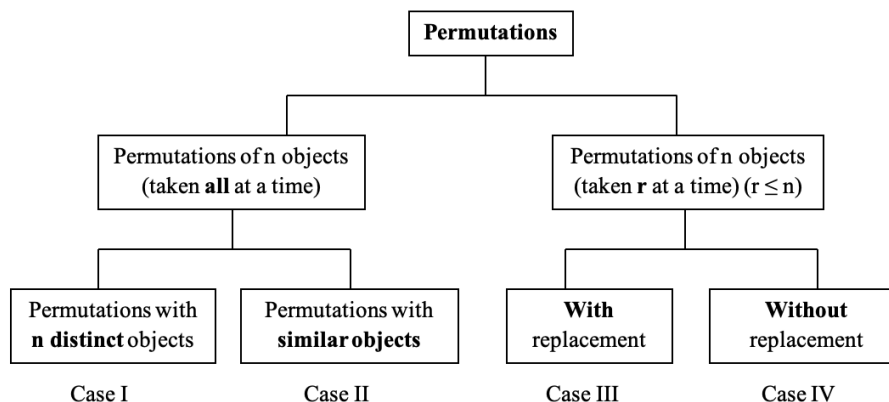 Permutations
Permutations of n objects
(taken all at a time)
Permutations of n objects
(taken r at a time) (r ≤ n)
Permutations with
n distinct objects
Permutations with
similar objects
With
replacement
Without
replacement
Case I
Case II
Case III
Case IV